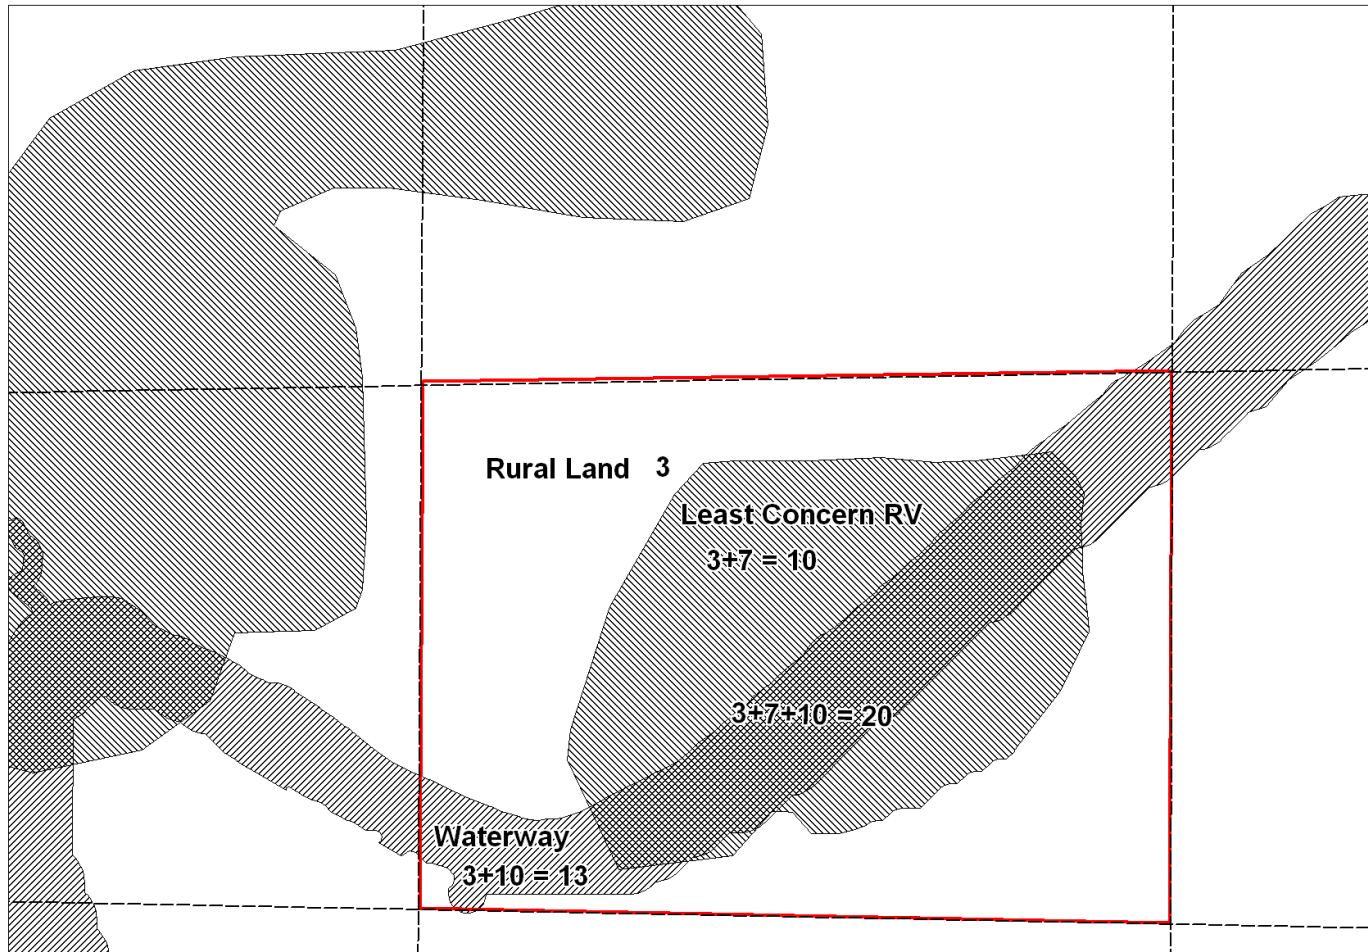 Rural Land 3
Least Concern RV
3+7 = 10
3+7+10 = 20
Waterway
3+10 = 13